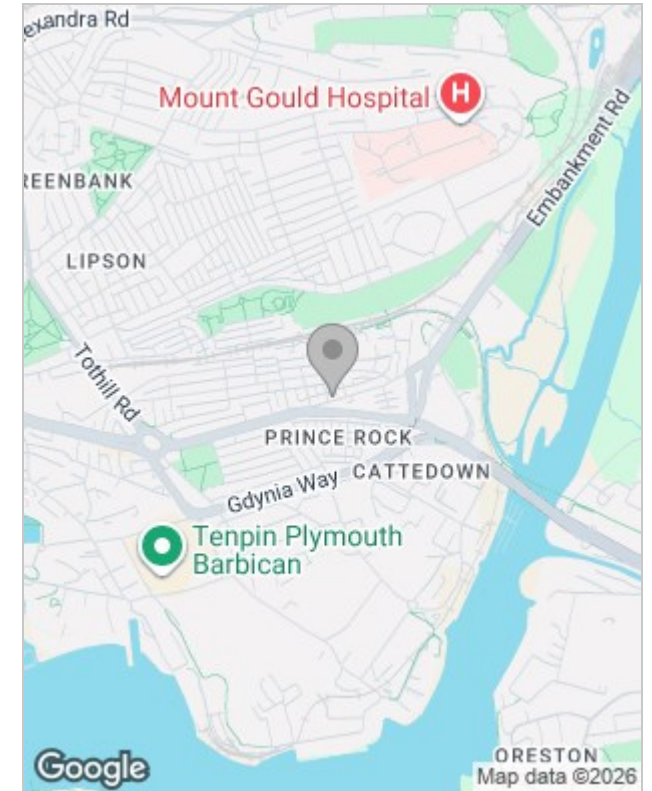 exandra Rd
Mount Gould Hospital
H
REENBANK
Embankment Rd
LIPSON
Tothill Rd
PRINCE ROCK
CATTEDOWN
Gdynia Way
Tenpin Plymouth
Barbican
ORESTON
Google
Map data ©2026